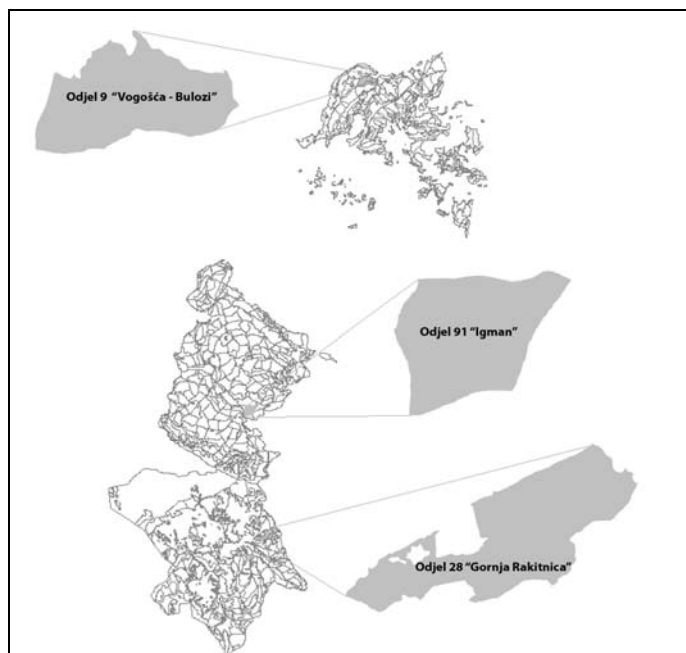 Odjel 9 "Vogošća - Bulozi"
Odjel 91 "Igman"
Odjel 28 "Gornja Rakitnica"